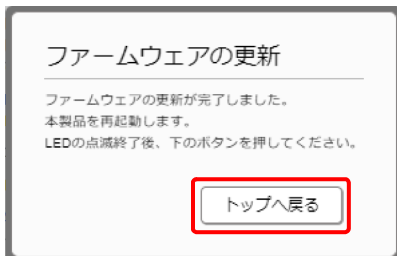 ファームウェアの更新
ファームウェアの更新が完了しました。
本製品を再起動します。
LEDの点滅終了後、下のボタンを押してください。
トップへ戻る